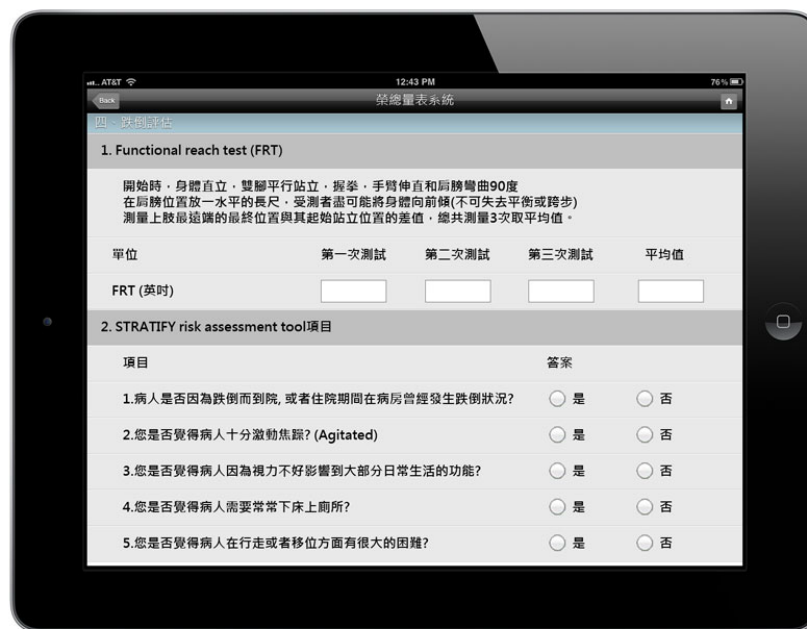 AT&T 12:43 PM 76%
Back 榮總量表系統
四、跌倒評估
1. Functional reach test (FRT)
開始時，身體直立，雙腳平行站立，握拳，手臂伸直和肩膀彎曲90度
在肩膀位置放一水平的長尺，受測者盡可能將身體向前傾(不可失去平衡或跨步)
測量上肢最遠端的最終位置與其起始站立位置的差值，總共測量3次取平均值。
單位 第一次測試 第二次測試 第三次測試 平均值
FRT (英吋)
2. STRATIFY risk assessment tool項目
項目 答案
1.病人是否因為跌倒而到院, 或者住院期間在病房曾經發生跌倒狀況? 是 否
2.您是否覺得病人十分激動焦躁? (Agitated) 是 否
3.您是否覺得病人因為視力不好影響到大部分日常生活的功能? 是 否
4.您是否覺得病人需要常常下床上廁所? 是 否
5.您是否覺得病人在行走或者移位方面有很大的困難? 是 否